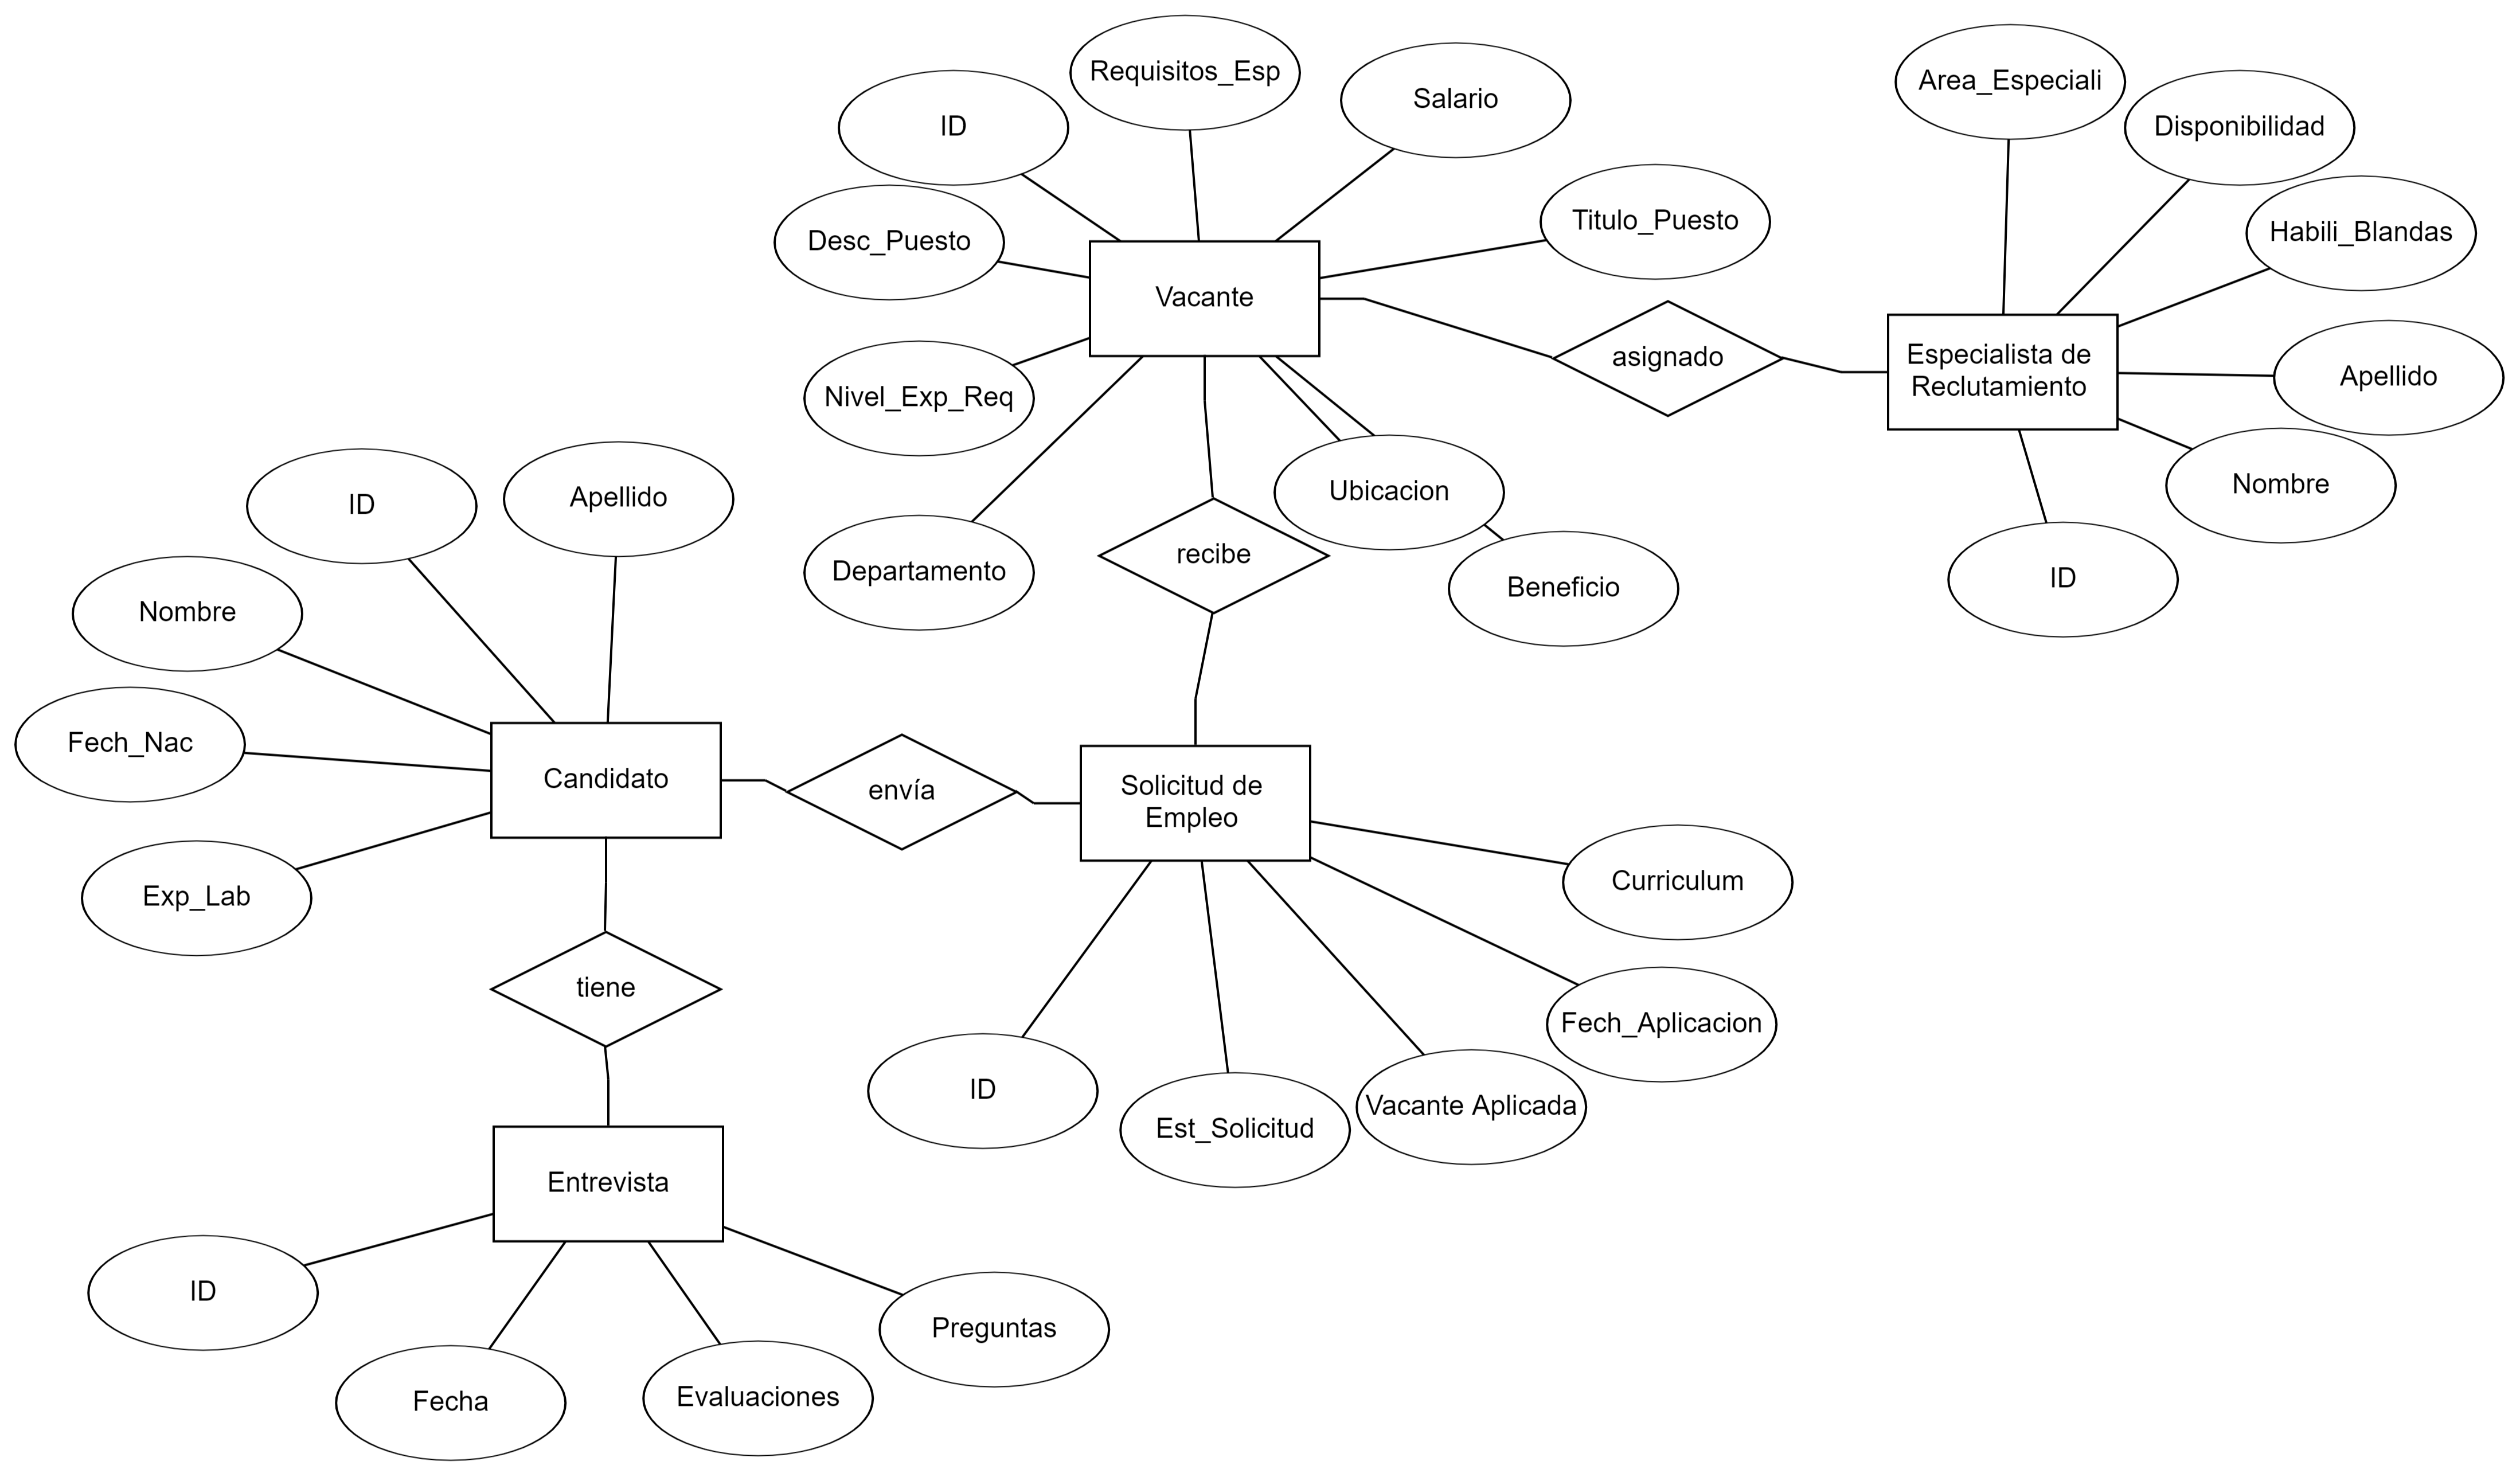 Requisitos_Esp
Area_Especiali
Salario
ID
Disponibilidad
Titulo_Puesto
Habili_Blandas
Desc_Puesto
Vacante
asignado
Especialista de
Reclutamiento
Apellido
Nivel_Exp_Req
Nombre
Ubicacion
ID
Apellido
recibe
Departamento
Beneficio
ID
Nombre
Fech_Nac
Candidato
envía
Solicitud de
Empleo
Curriculum
Exp_Lab
tiene
Fech_Aplicacion
ID
Vacante Aplicada
Est_Solicitud
Entrevista
ID
Preguntas
Fecha
Evaluaciones